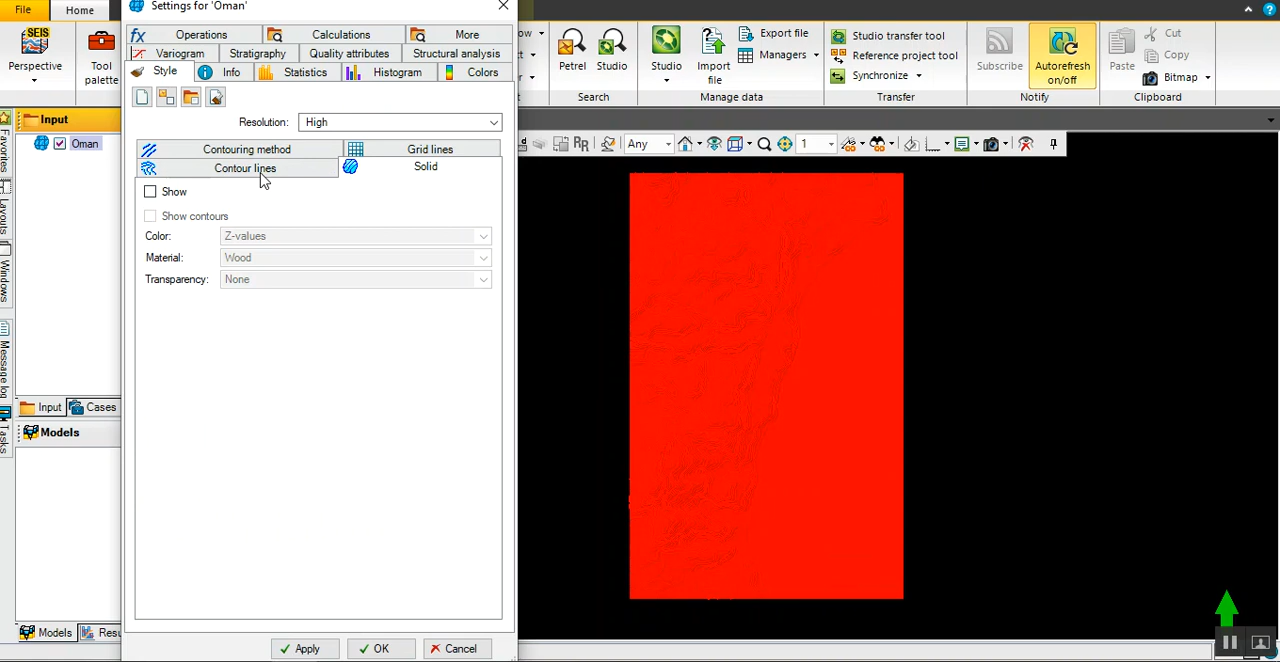 Settings for 'Oman'
File
Home
SEIS
Perspective
Tool
palette
Operations
Calculations
More
Variogram
Stratigraphy
Quality attributes
Structural analysis
Style
Info
Statistics
Histogram
Colors
Resolution:
High
Contouring method
Grid lines
Contour lines
Solid
Show
Show contours
Color:
Z-values
Material:
Wood
Transparency:
None
Apply
OK
Cancel
Input
Oman
Favorites
Layouts
Windows
Message log
Tasks
Input
Cases
Models
Models
Resu
Petrel
Studio
Search
Studio
Import
file
Export file
Managers
Manage data
Studio transfer tool
Reference project tool
Synchronize
Transfer
Subscribe
Autorefresh
on/off
Notify
Paste
Cut
Copy
Bitmap
Clipboard
RR
Any
1